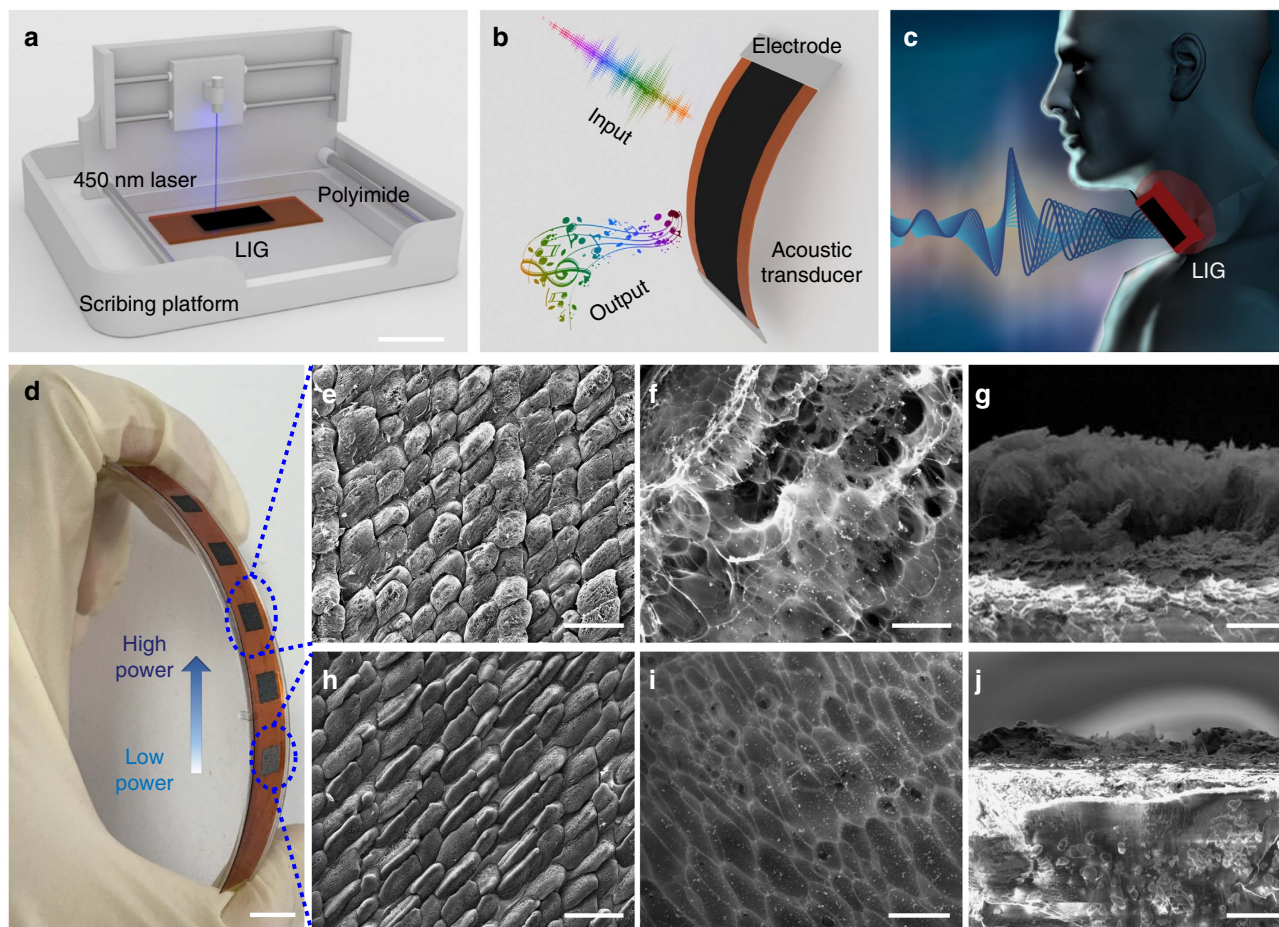 a
450 nm laser
Polyimide
LIG
Scribing platform
b
Electrode
Input
Output
Acoustic
transducer
c
LIG
d
High
power
Low
power
e
f
g
h
i
j